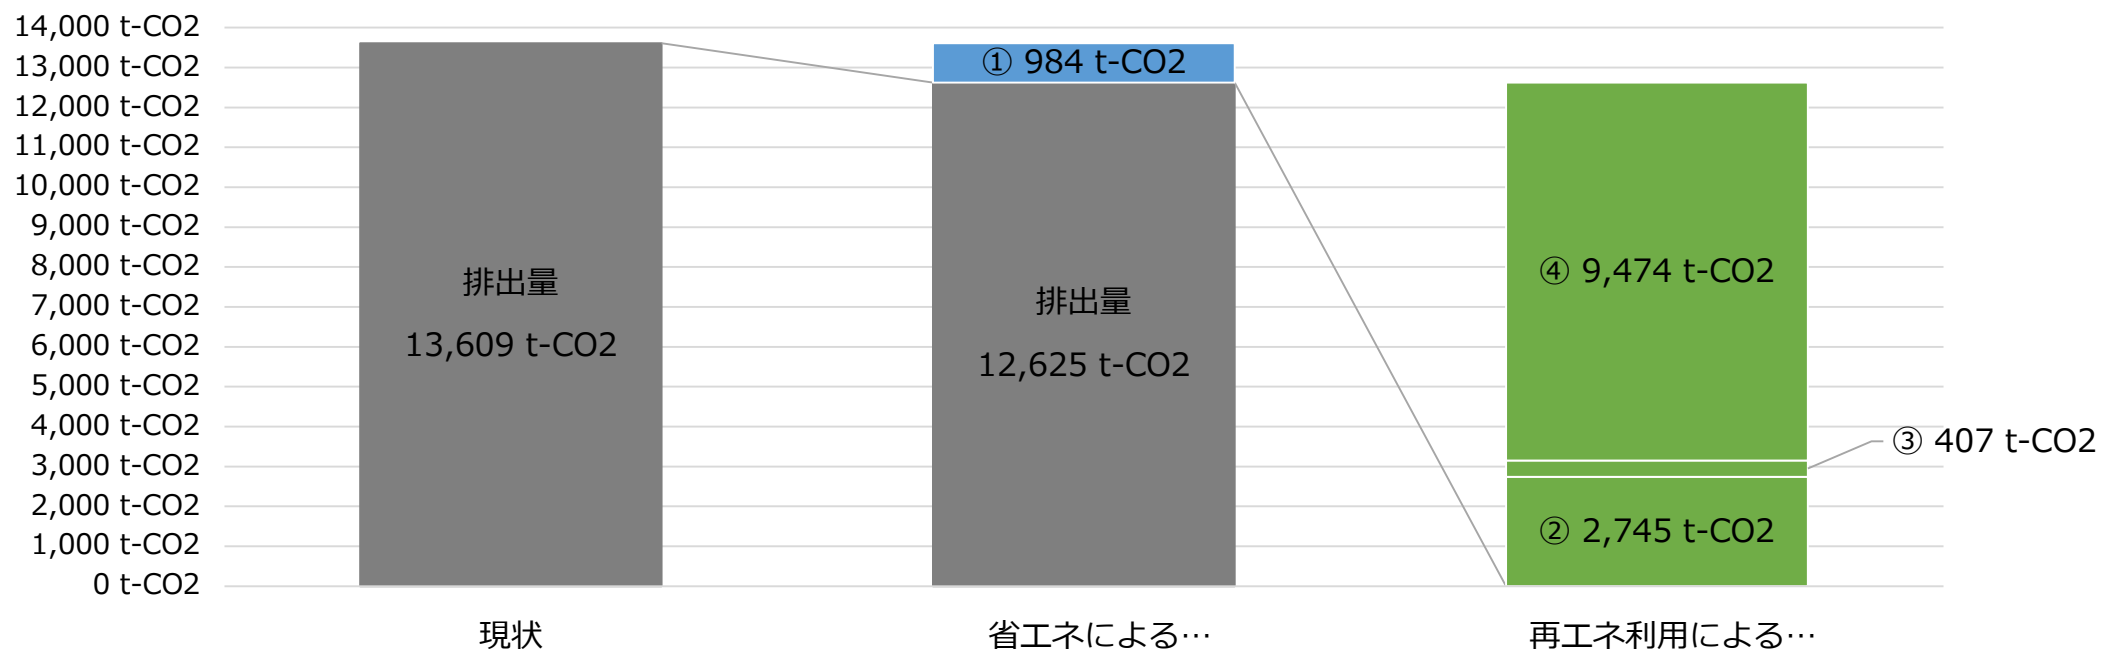 14,000 t-CO2
13,000 t-CO2
12,000 t-CO2
11,000 t-CO2
10,000 t-CO2
9,000 t-CO2
8,000 t-CO2
7,000 t-CO2
6,000 t-CO2
5,000 t-CO2
4,000 t-CO2
3,000 t-CO2
2,000 t-CO2
1,000 t-CO2
0 t-CO2
排出量
13,609 t-CO2
① 984 t-CO2
排出量
12,625 t-CO2
④ 9,474 t-CO2
③ 407 t-CO2
② 2,745 t-CO2
現状
省エネによる…
再エネ利用による…